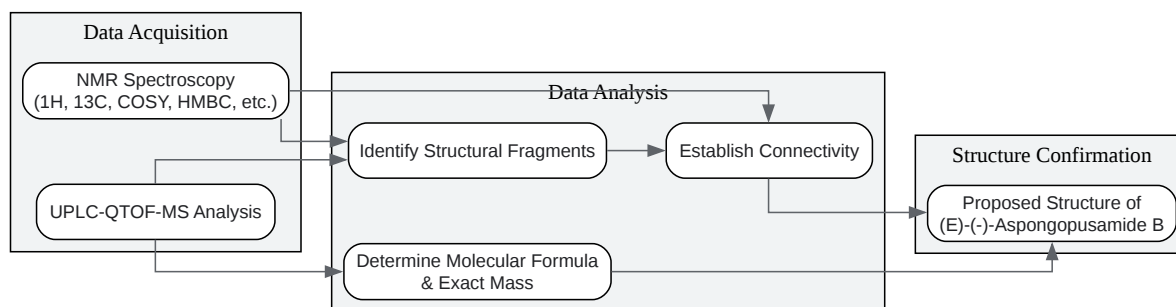 Data Acquisition
NMR Spectroscopy
(1H, 13C, COSY, HMBC, etc.)
UPLC-QTOF-MS Analysis
Data Analysis
Identify Structural Fragments
Establish Connectivity
Determine Molecular Formula
& Exact Mass
Structure Confirmation
Proposed Structure of
(E)-(-)-Aspongopusamide B